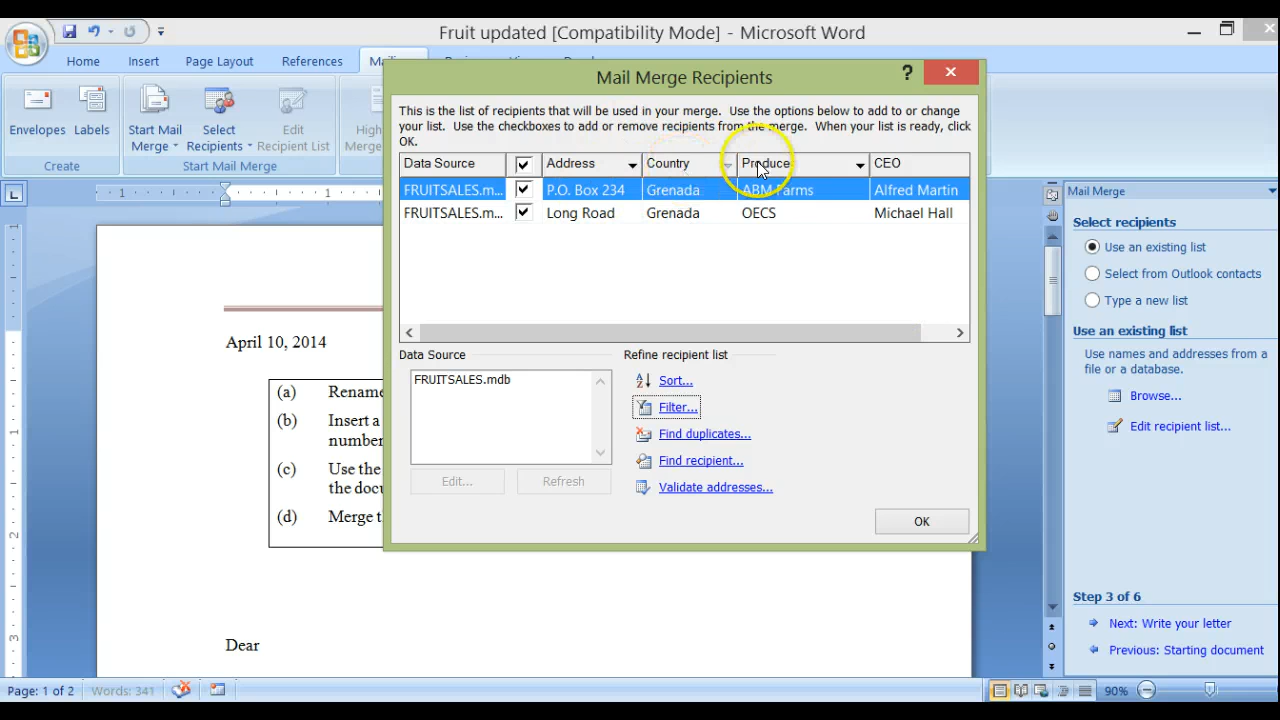 Fruit updated [Compatibility Mode] - Microsoft Word
Home Insert Page Layout References
Mail Merge Recipients
?
This is the list of recipients that will be used in your merge. Use the options below to add to or change
your list. Use the checkboxes to add or remove recipients from the merge. When your list is ready, click
OK.
Envelopes Labels Start Mail
Merge Select
Recipients Edit
Recipient List
High
Merge
Create Start Mail Merge
Data Source Address Country Produce CEO
FRUITSALES.m... P.O. Box 234 Grenada ABM Farms Alfred Martin
FRUITSALES.m... Long Road Grenada OECS Michael Hall
Data Source
FRUITSALES.mdb
Edit... Refresh
Refine recipient list
Sort...
Filter...
Find duplicates...
Find recipient...
Validate addresses...
OK
1 1
1
2
3
April 10, 2014
(a) Rename
(b) Insert a
number
(c) Use the
the docu
(d) Merge t
Dear
Mail Merge
Select recipients
Use an existing list
Select from Outlook contacts
Type a new list
Use an existing list
Use names and addresses from a
file or a database.
Browse...
Edit recipient list...
Step 3 of 6
Next: Write your letter
Previous: Starting document
Page: 1 of 2 Words: 341 90%